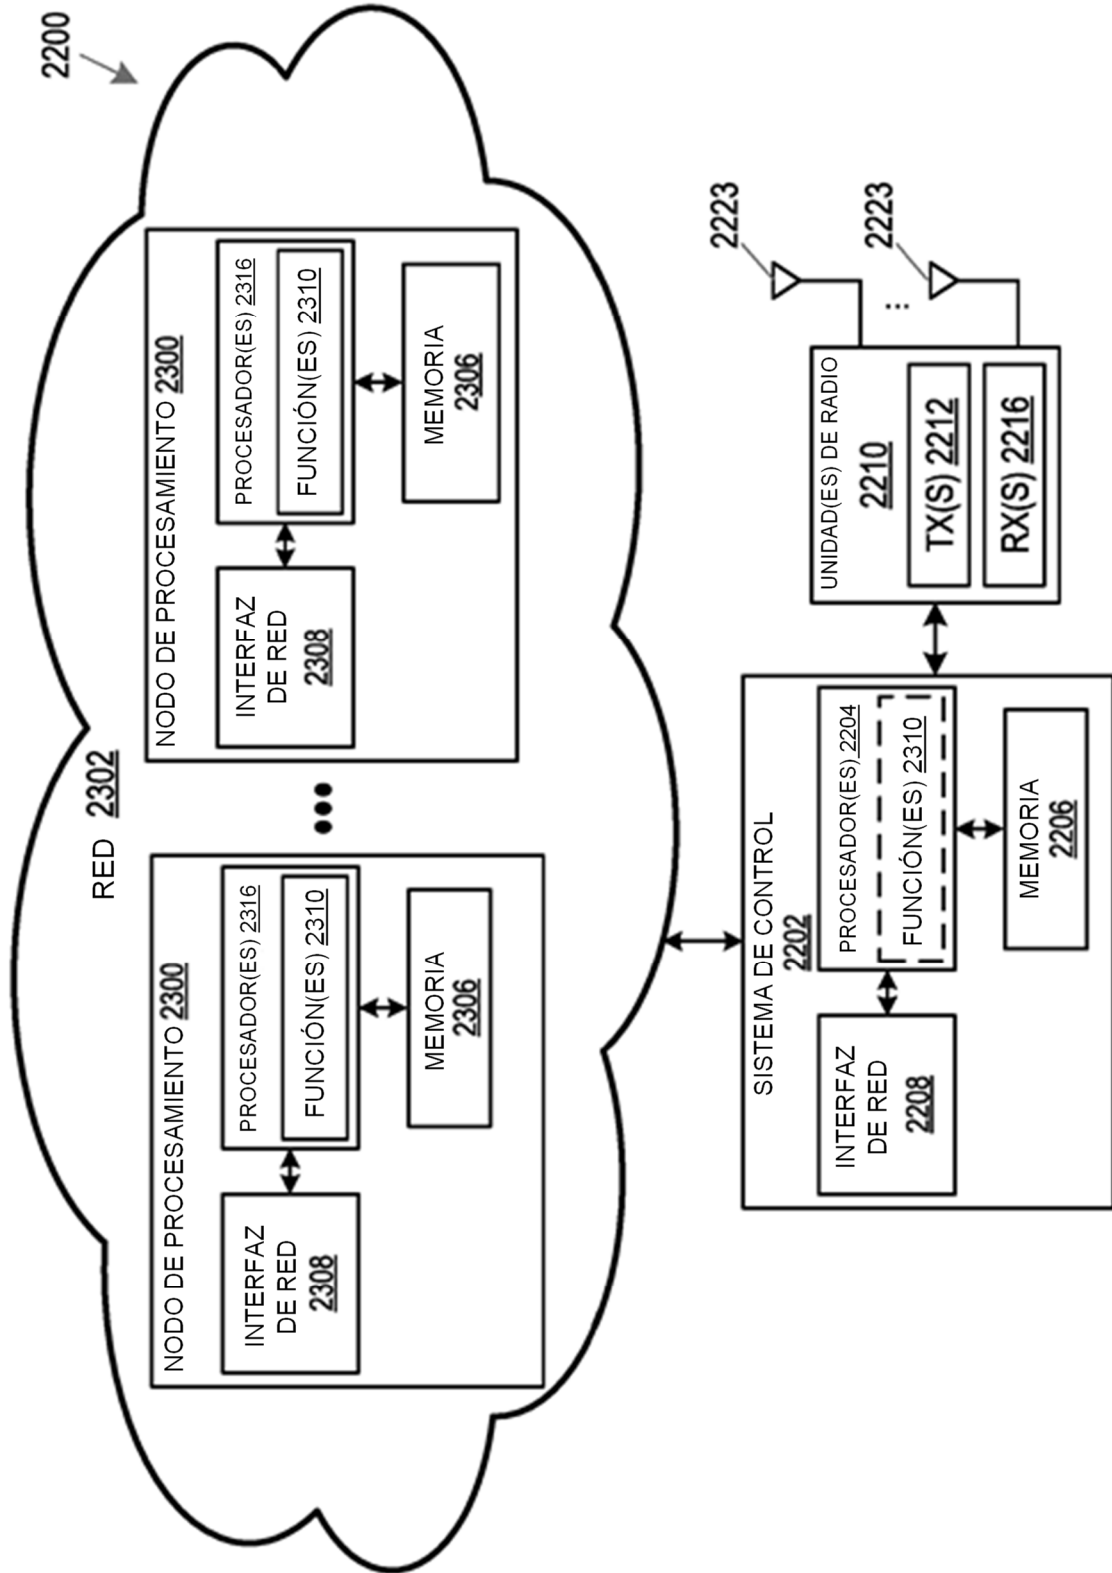 2200
RED 2302
NODO DE PROCESAMIENTO 2300
PROCESADOR(ES) 2316
FUNCIÓN(ES) 2310
INTERFAZ
DE RED
2308
MEMORIA
2306
...
NODO DE PROCESAMIENTO 2300
PROCESADOR(ES) 2316
FUNCIÓN(ES) 2310
INTERFAZ
DE RED
2308
MEMORIA
2306
SISTEMA DE CONTROL
2202
PROCESADOR(ES) 2204
FUNCIÓN(ES) 2310
INTERFAZ
DE RED
2208
MEMORIA
2206
UNIDAD(ES) DE RADIO
2210
TX(S) 2212
RX(S) 2216
2223
...
2223